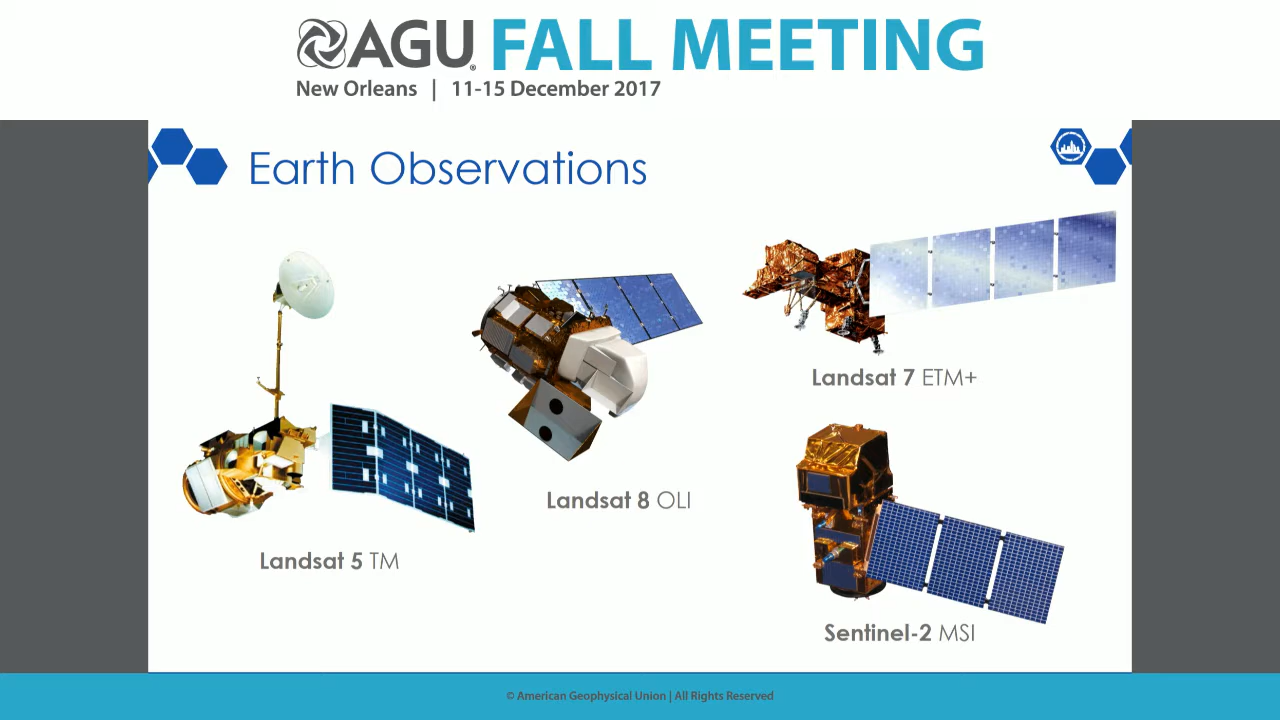 AGU FALL MEETING
New Orleans | 11-15 December 2017
Earth Observations
Landsat 7 ETM+
Landsat 8 OLI
Landsat 5 TM
Sentinel-2 MSI
© American Geophysical Union | All Rights Reserved